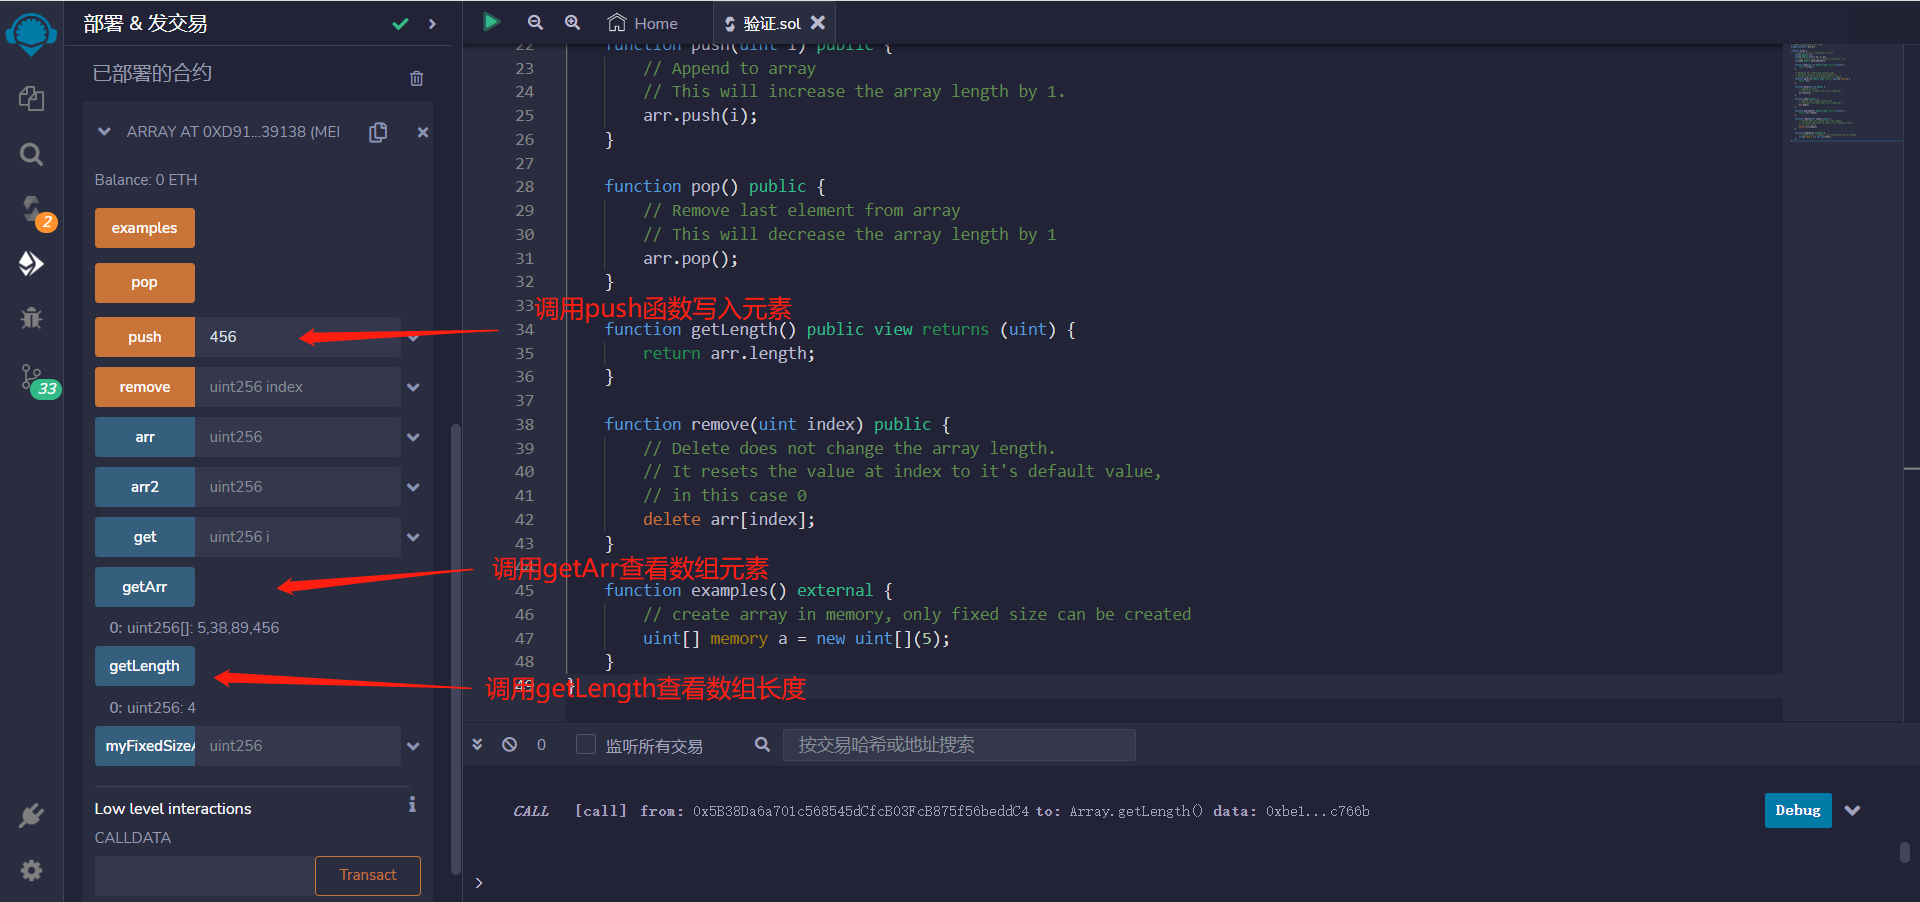 部署 & 发交易
已部署的合约
ARRAY AT 0XD91...39138 (MEI
Balance: 0 ETH
examples
pop
push 456
remove uint256 index
arr uint256
arr2 uint256
get uint256 i
getArr
0: uint256[]: 5,38,89,456
getLength
0: uint256: 4
myFixedSizeA uint256
Low level interactions
CALLDATA
Transact
2
33
Home
验证.sol
22 function push(uint i) public {
23 // Append to array
24 // This will increase the array length by 1.
25 arr.push(i);
26 }
27
28 function pop() public {
29 // Remove last element from array
30 // This will decrease the array length by 1
31 arr.pop();
32 }
33
调用push函数写入元素
34 function getLength() public view returns (uint) {
35 return arr.length;
36 }
37
38 function remove(uint index) public {
39 // Delete does not change the array length.
40 // It resets the value at index to it's default value,
41 // in this case 0
42 delete arr[index];
43 }
44
调用getArr查看数组元素
45 function examples() external {
46 // create array in memory, only fixed size can be created
47 uint[] memory a = new uint[](5);
48 }
49 }
调用getLength查看数组长度
0 监听所有交易 按交易哈希或地址搜索
CALL [call] from: 0x5B38Da6a701c568545dCfcB03FcB875f56beddC4 to: Array.getLength() data: 0xbe1...c766b
Debug
>